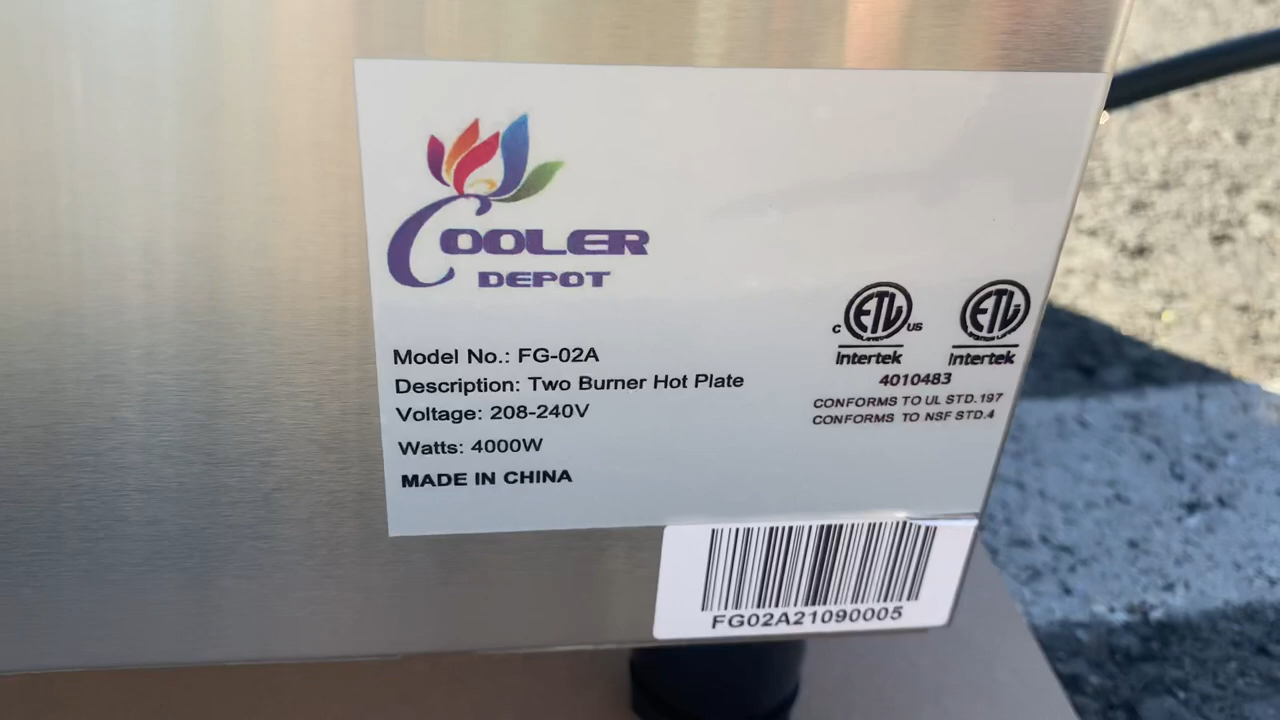 COOLER
DEPOT
Model No.: FG-02A
Description: Two Burner Hot Plate
Voltage: 208-240V
Watts: 4000W
MADE IN CHINA
C ETL US
Intertek
ETL
Intertek
4010483
CONFORMS TO UL STD.197
CONFORMS TO NSF STD.4
FG02A21090005